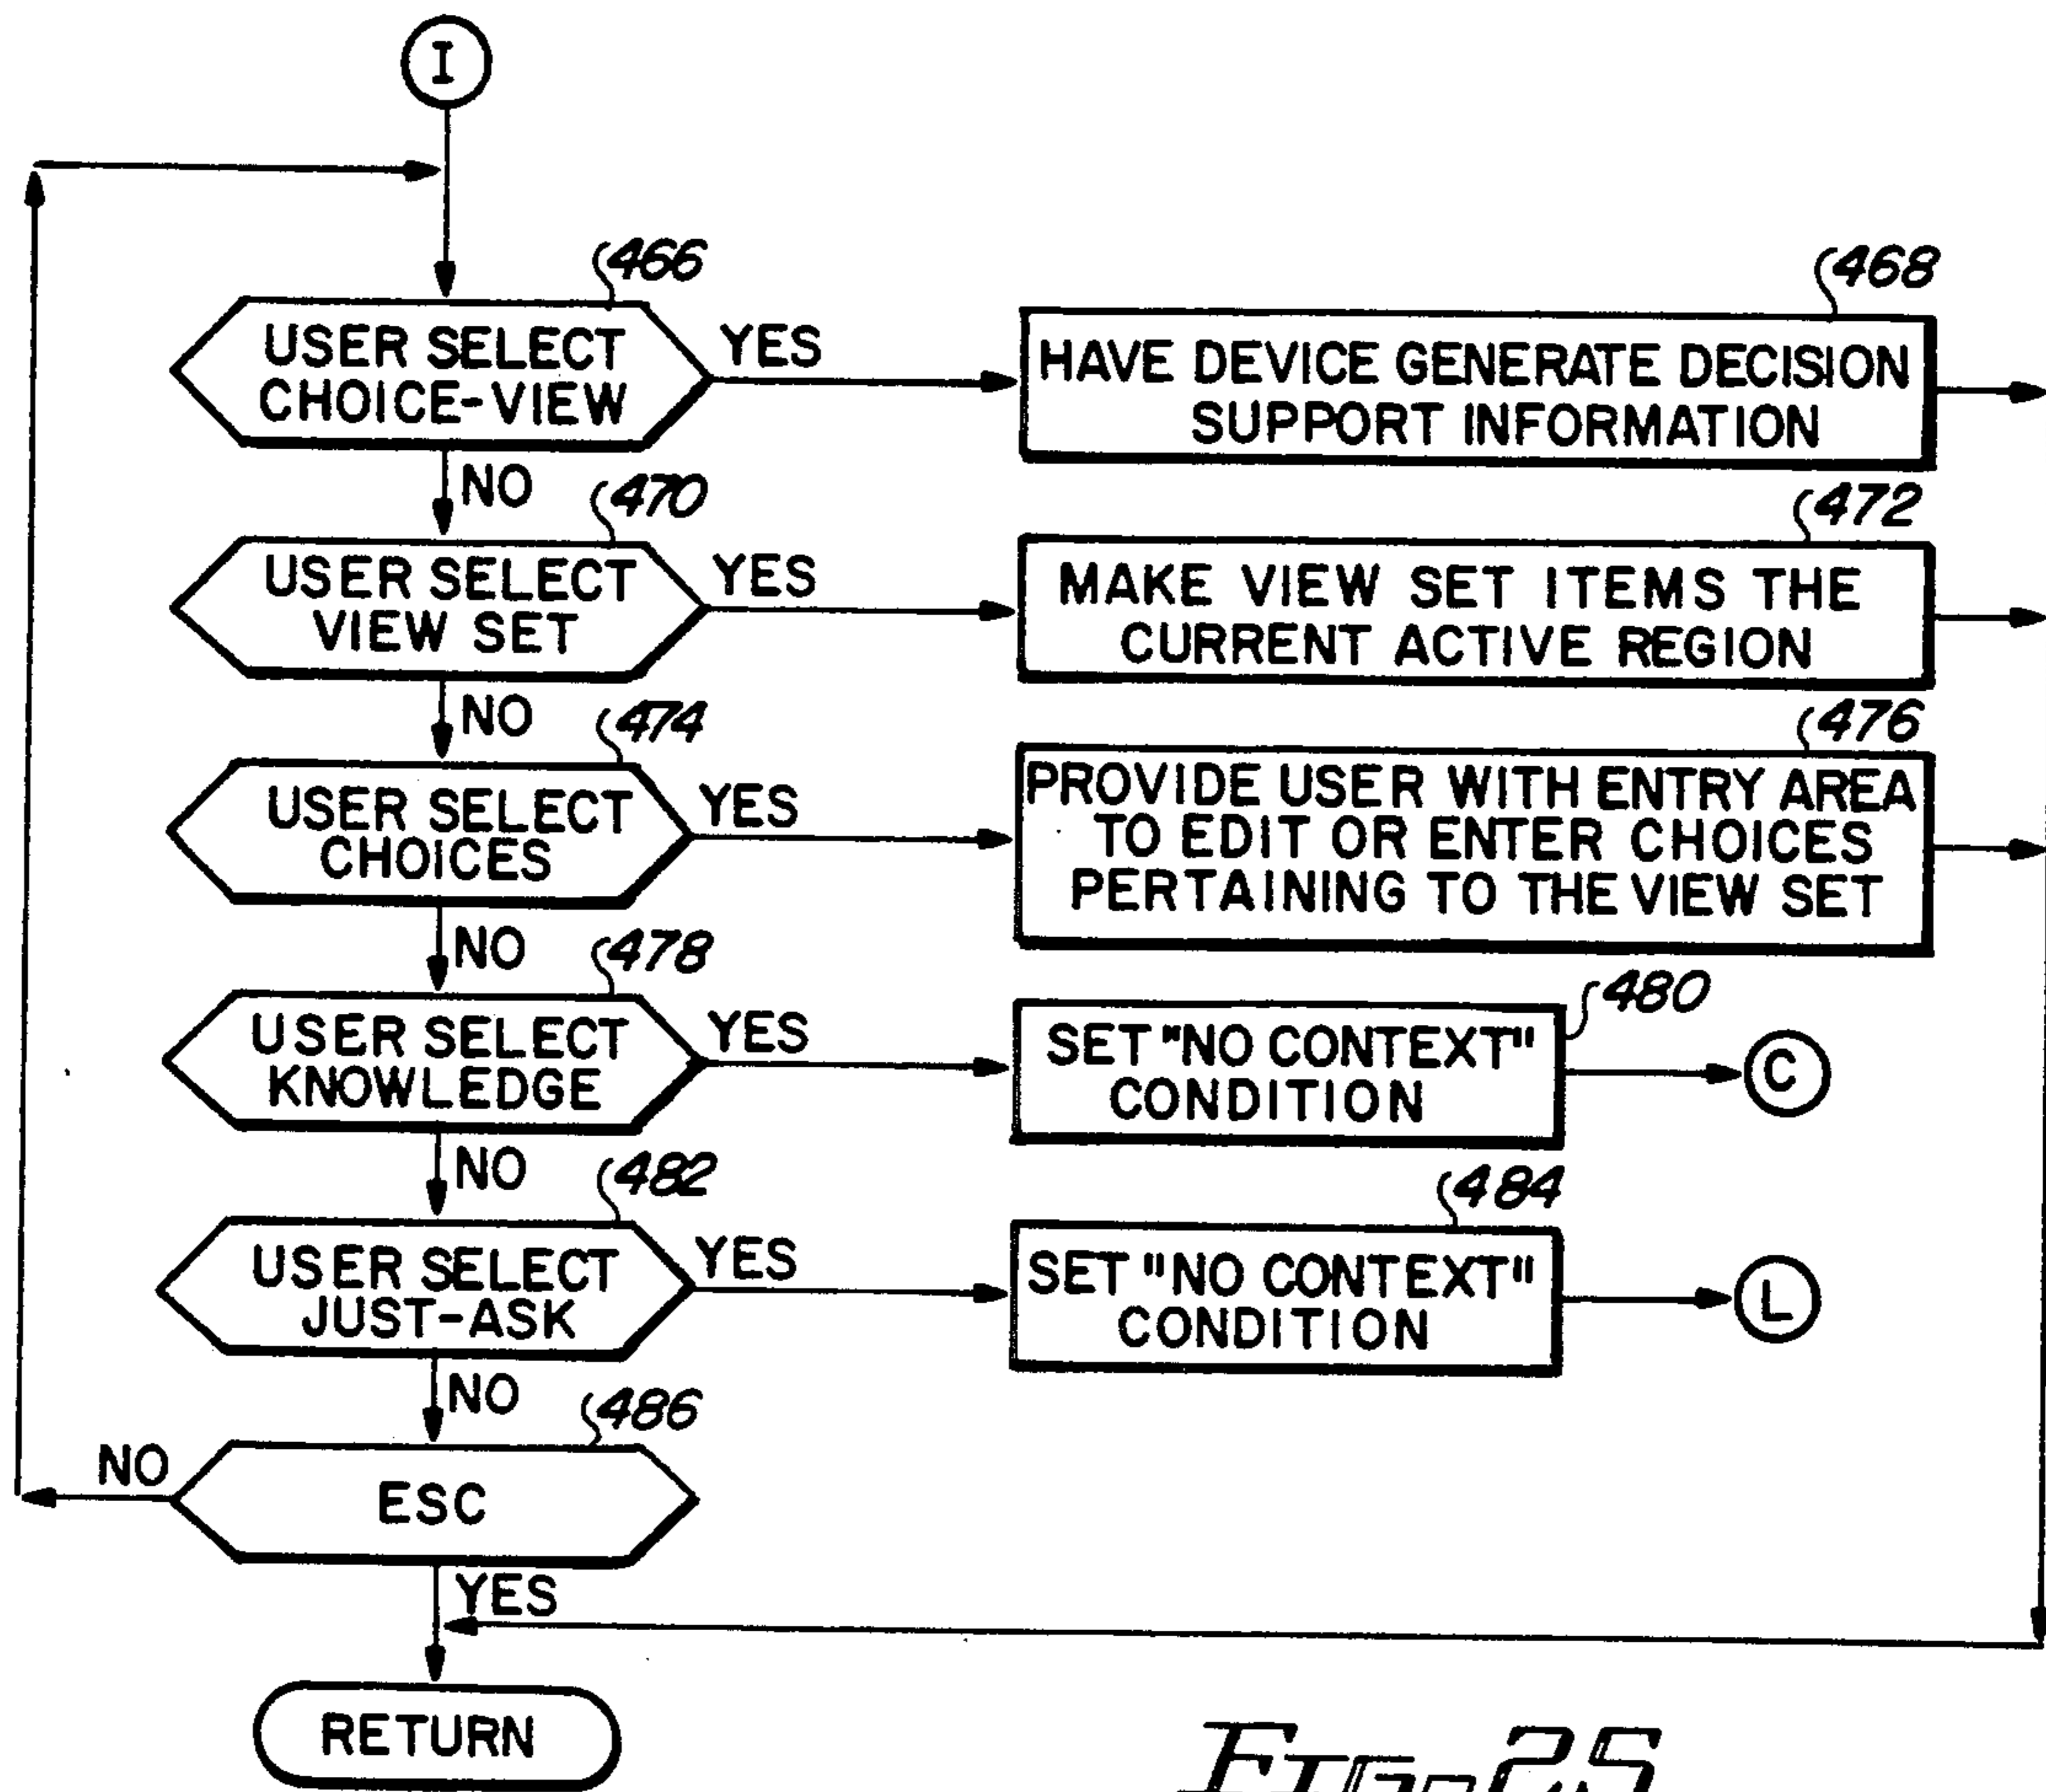 I
466
USER SELECT
CHOICE-VIEW
YES
468
HAVE DEVICE GENERATE DECISION
SUPPORT INFORMATION
NO
470
USER SELECT
VIEW SET
YES
472
MAKE VIEW SET ITEMS THE
CURRENT ACTIVE REGION
NO
474
USER SELECT
CHOICES
YES
476
PROVIDE USER WITH ENTRY AREA
TO EDIT OR ENTER CHOICES
PERTAINING TO THE VIEW SET
NO
478
USER SELECT
KNOWLEDGE
YES
480
SET "NO CONTEXT"
CONDITION
C
NO
482
USER SELECT
JUST-ASK
YES
484
SET "NO CONTEXT"
CONDITION
L
NO
486
ESC
NO
YES
RETURN
FIG. 25